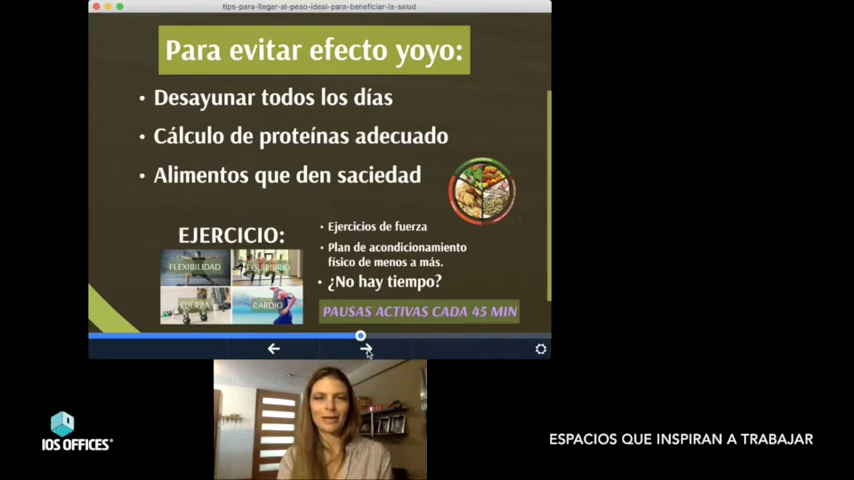 tips-para-llegar-al-peso-ideal-para-beneficiar-la-salud
Para evitar efecto yoyo:
• Desayunar todos los días
• Cálculo de proteínas adecuado
• Alimentos que den saciedad
EJERCICIO:
FLEXIBILIDAD
EQUILIBRIO
FUERZA
CARDIO
• Ejercicios de fuerza
• Plan de acondicionamiento
físico de menos a más.
• ¿No hay tiempo?
PAUSAS ACTIVAS CADA 45 MIN
IOS OFFICES®
ESPACIOS QUE INSPIRAN A TRABAJAR